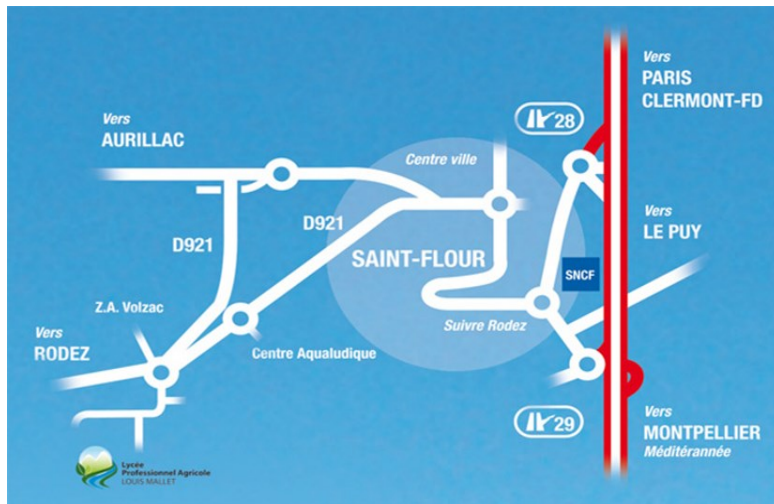 Vers
PARIS
CLERMONT-FD
28
Vers
AURILLAC
Centre ville
Vers
LE PUY
D921
D921
SAINT-FLOUR
SNCF
Z.A. Volzac
Suivre Rodez
Vers
RODEZ
Centre Aqualudique
29
Vers
MONTPELLIER
Méditérannée
Lycée
Professionnel Agricole
LOUIS MALLET